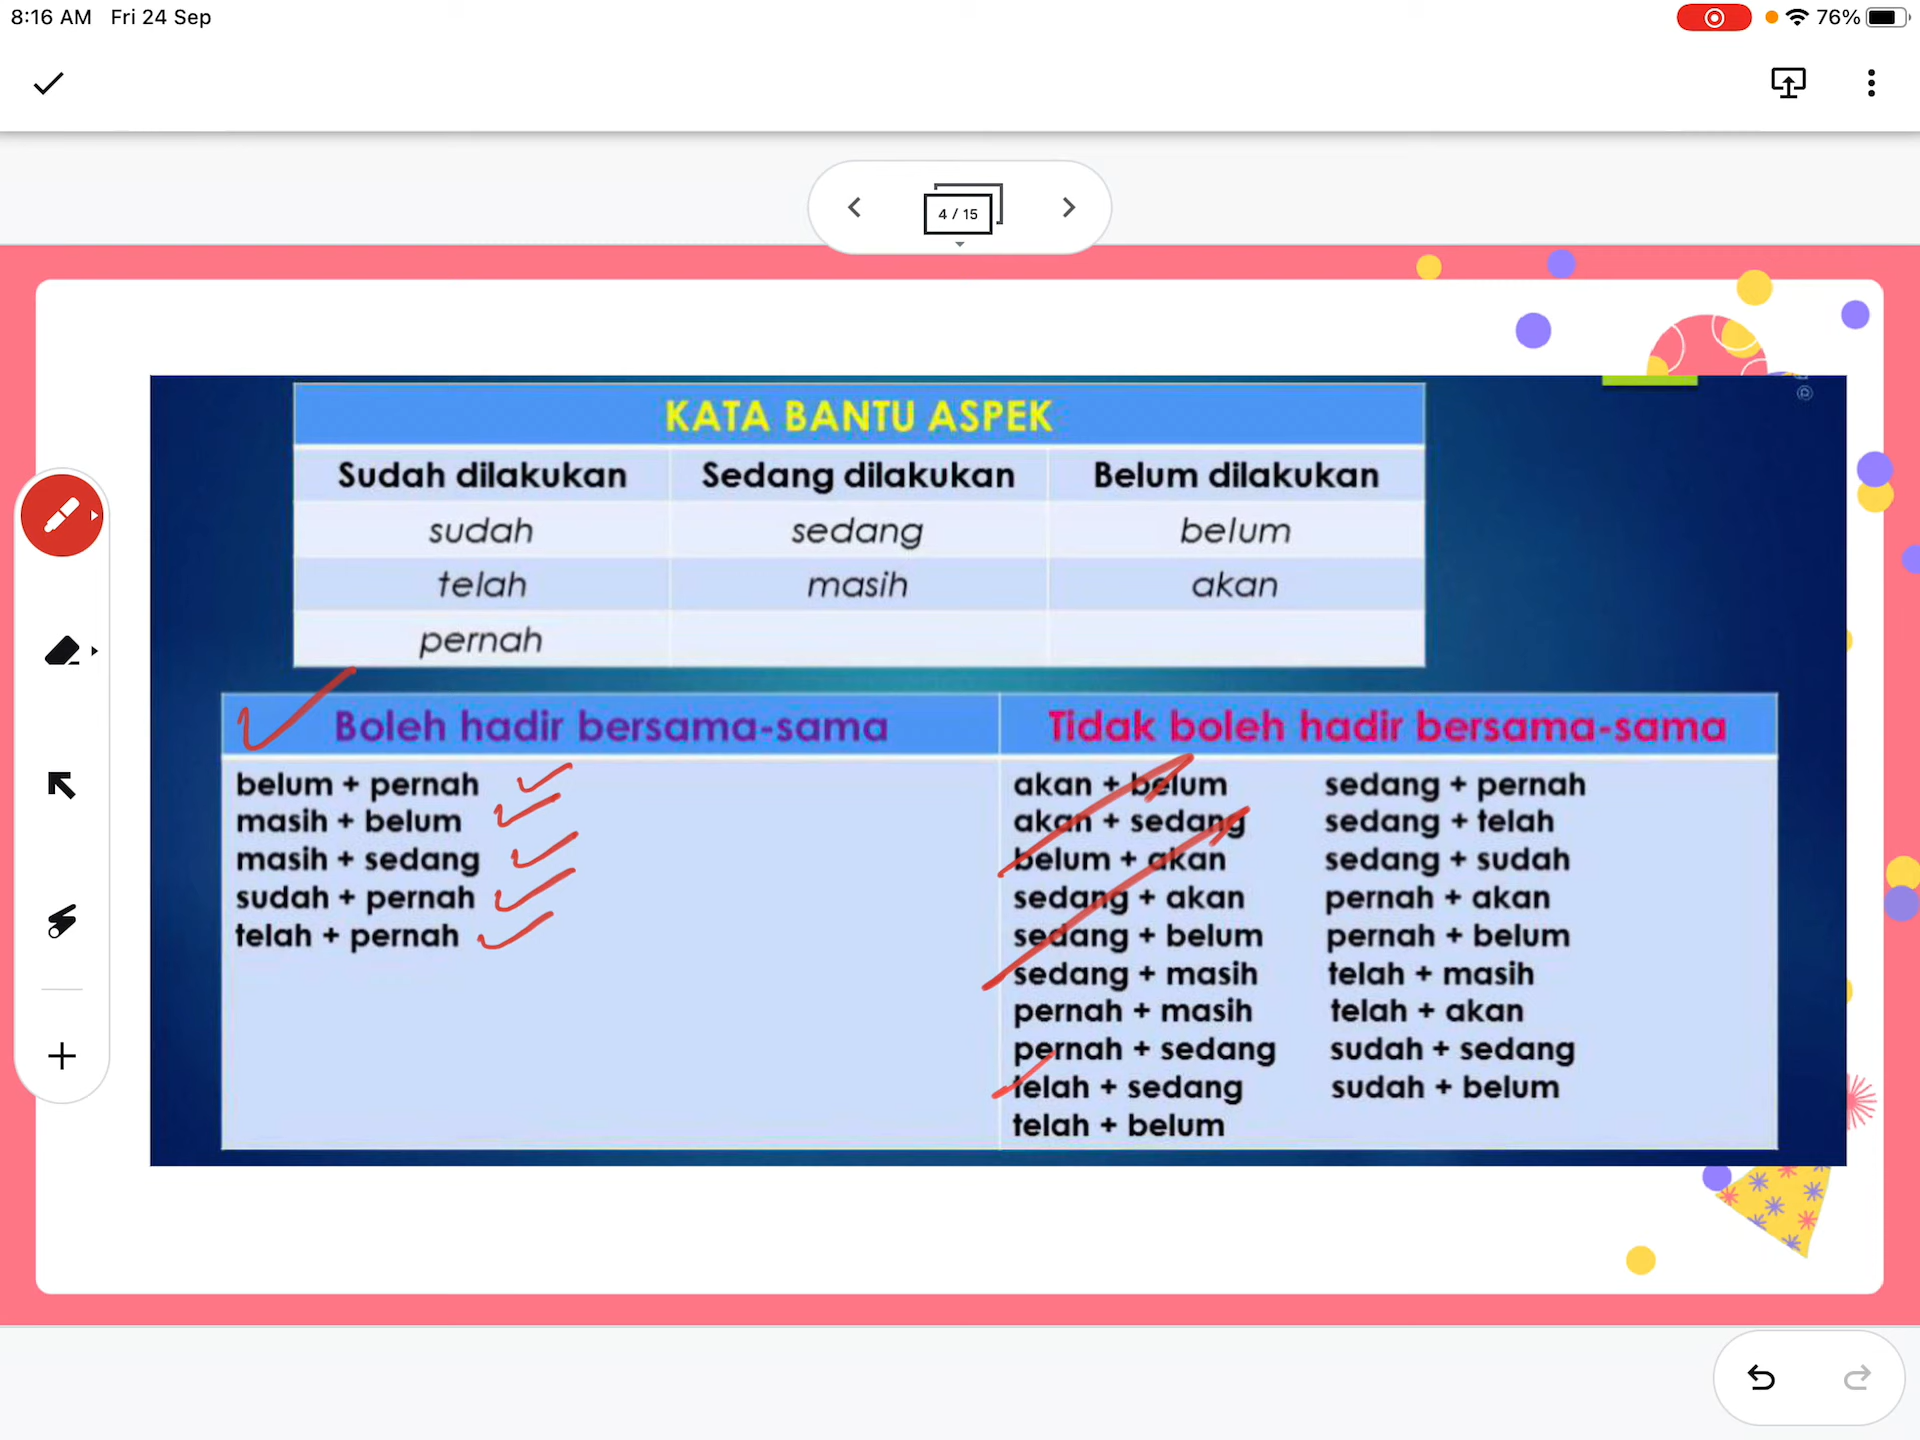 8:16 AM Fri 24 Sep
76%
4 / 15
KATA BANTU ASPEK
Sudah dilakukan Sedang dilakukan Belum dilakukan
sudah sedang belum
telah masih akan
pernah
Boleh hadir bersama-sama Tidak boleh hadir bersama-sama
belum + pernah
masih + belum
masih + sedang
sudah + pernah
telah + pernah
akan + belum
akan + sedang
belum + akan
sedang + akan
sedang + belum
sedang + masih
pernah + masih
pernah + sedang
telah + sedang
telah + belum
sedang + pernah
sedang + telah
sedang + sudah
pernah + akan
pernah + belum
telah + masih
telah + akan
sudah + sedang
sudah + belum